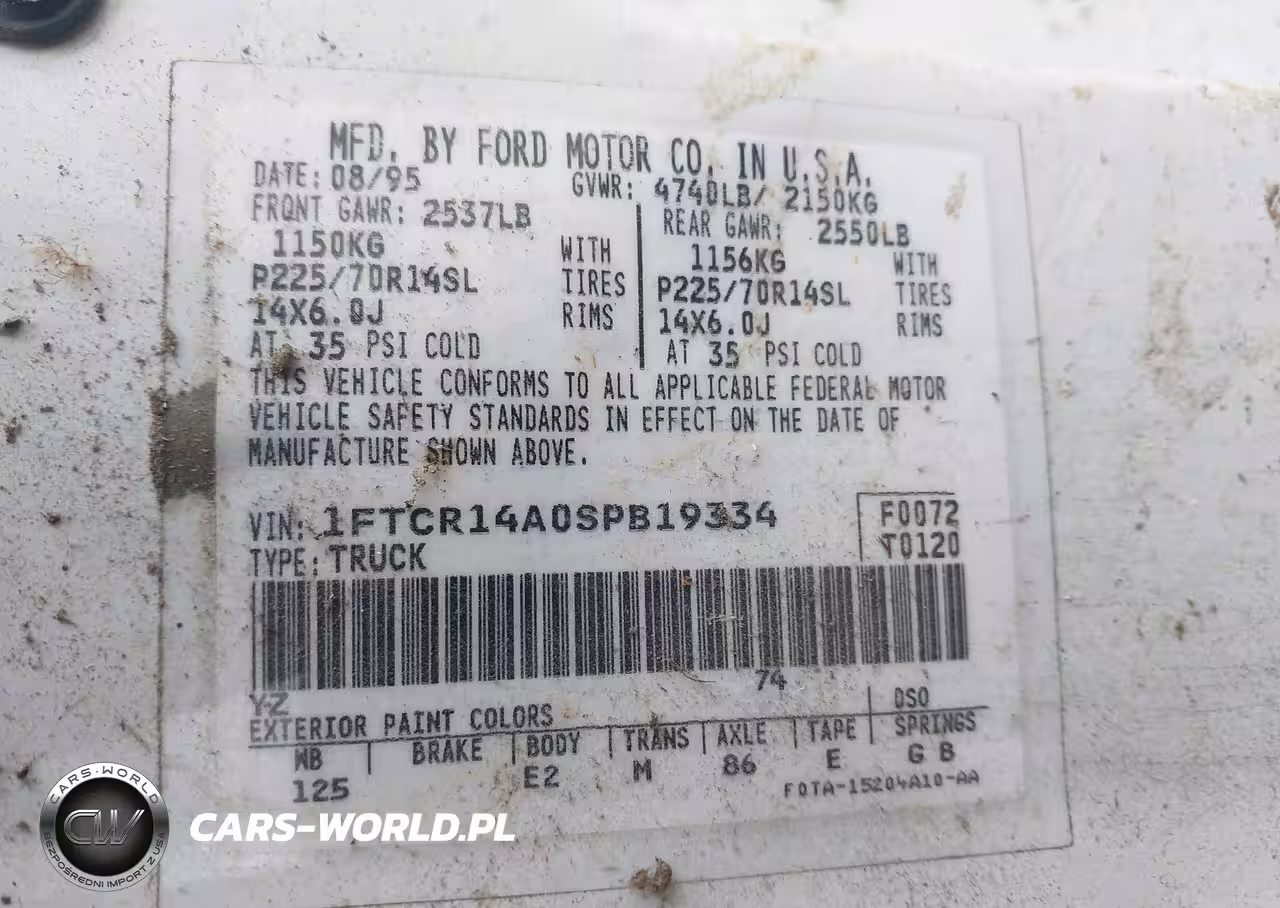 MFD. BY FORD MOTOR CO. IN U.S.A.
DATE: 08/95 GVWR: 4740LB/ 2150KG
FRONT GAWR: 2537LB REAR GAWR: 2550LB
1150KG WITH 1156KG WITH
P225/70R14SL TIRES P225/70R14SL TIRES
14X6.0J RIMS 14X6.0J RIMS
AT 35 PSI COLD AT 35 PSI COLD
THIS VEHICLE CONFORMS TO ALL APPLICABLE FEDERAL MOTOR
VEHICLE SAFETY STANDARDS IN EFFECT ON THE DATE OF
MANUFACTURE SHOWN ABOVE.
VIN: 1FTCR14A0SPB19334 F0072
TYPE: TRUCK T0120
74
YZ DSO
EXTERIOR PAINT COLORS
WB BRAKE BODY TRANS AXLE TAPE SPRINGS
125 E2 M 86 E G B
F0TA-15204A10-AA
CARS-WORLD
CW
BEZPOŚREDNI IMPORT Z USA
CARS-WORLD.PL